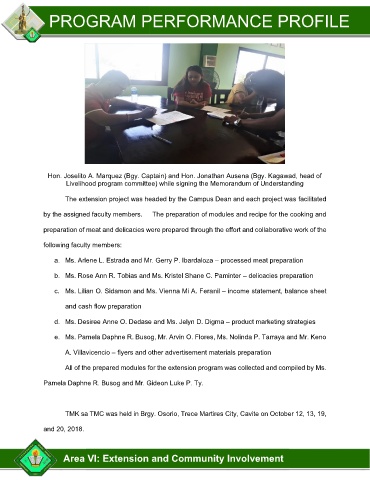 PROGRAM PERFORMANCE PROFILE
Hon. Joselito A. Marquez (Bgy. Captain) and Hon. Jonathan Ausena (Bgy. Kagawad, head of
Livelihood program committee) while signing the Memorandum of Understanding
The extension project was headed by the Campus Dean and each project was facilitated
by the assigned faculty members. The preparation of modules and recipe for the cooking and
preparation of meat and delicacies were prepared through the effort and collaborative work of the
following faculty members:
a. Ms. Arlene L. Estrada and Mr. Gerry P. Ibardaloza – processed meat preparation
b. Ms. Rose Ann R. Tobias and Ms. Kristel Shane C. Paminter – delicacies preparation
c. Ms. Lilian O. Sidamon and Ms. Vienna Mi A. Feranil – income statement, balance sheet
and cash flow preparation
d. Ms. Desiree Anne O. Dedase and Ms. Jelyn D. Digma – product marketing strategies
e. Ms. Pamela Daphne R. Busog, Mr. Arvin O. Flores, Ms. Nolinda P. Tarraya and Mr. Keno
A. Villavicencio – flyers and other advertisement materials preparation
All of the prepared modules for the extension program was collected and compiled by Ms.
Pamela Daphne R. Busog and Mr. Gideon Luke P. Ty.
TMK sa TMC was held in Brgy. Osorio, Trece Martires City, Cavite on October 12, 13, 19,
and 20, 2018.
Area VI: Extension and Community Involvement